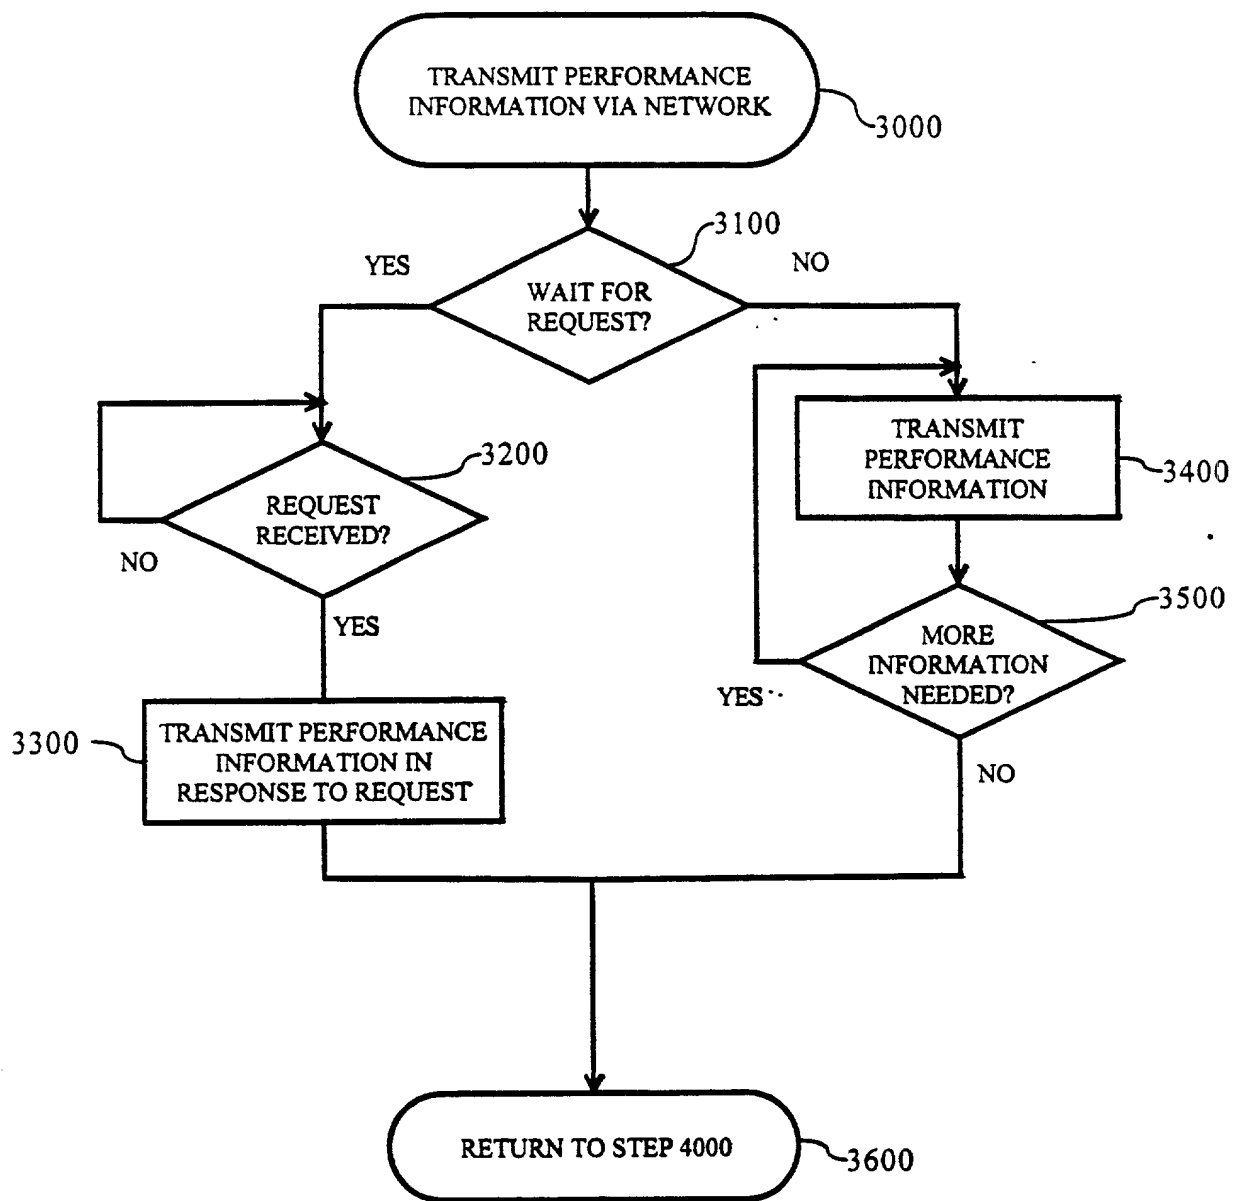 TRANSMIT PERFORMANCE
INFORMATION VIA NETWORK
3000
3100
YES
NO
WAIT FOR
REQUEST?
TRANSMIT
PERFORMANCE
INFORMATION
3400
3200
REQUEST
RECEIVED?
NO
YES
3500
MORE
INFORMATION
NEEDED?
YES
NO
3300
TRANSMIT PERFORMANCE
INFORMATION IN
RESPONSE TO REQUEST
RETURN TO STEP 4000
3600